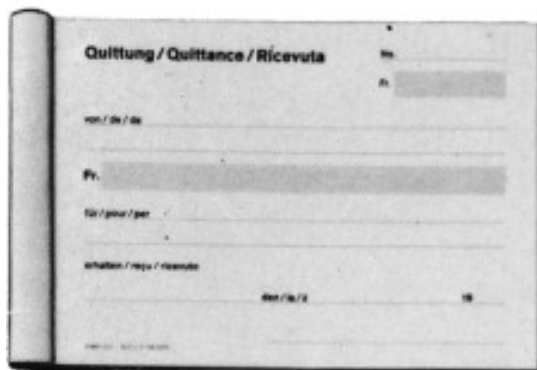 Quittung / Quittance / Ricevuta No.
Fr.
von / de / da
Fr.
für / pour / per
erhalten / reçu / ricevuto
den / le / il 19